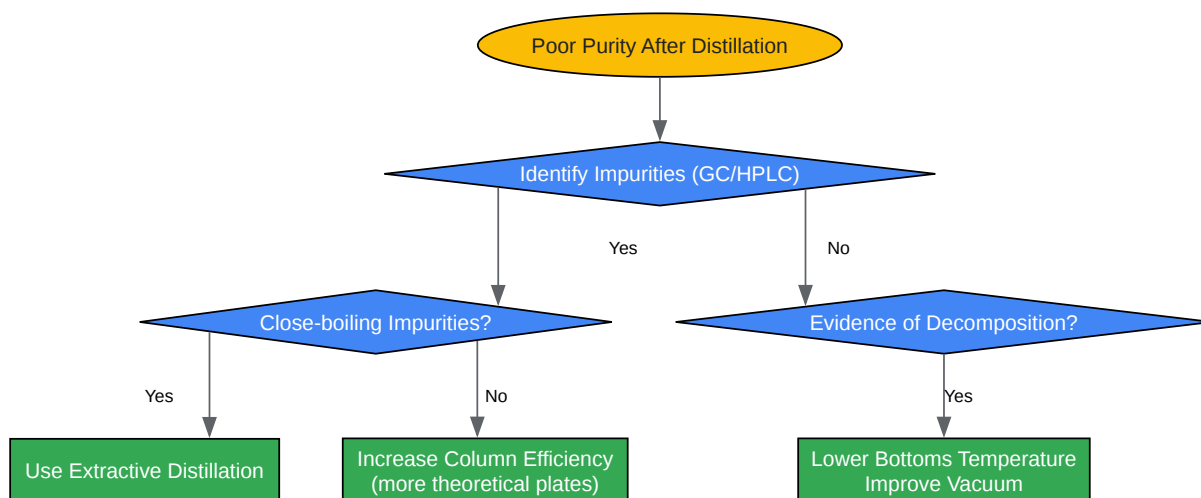 Poor Purity After Distillation
Identify Impurities (GC/HPLC)
Yes
No
Close-boiling Impurities?
Evidence of Decomposition?
Yes
No
Yes
Use Extractive Distillation
Increase Column Efficiency
(more theoretical plates)
Lower Bottoms Temperature
Improve Vacuum